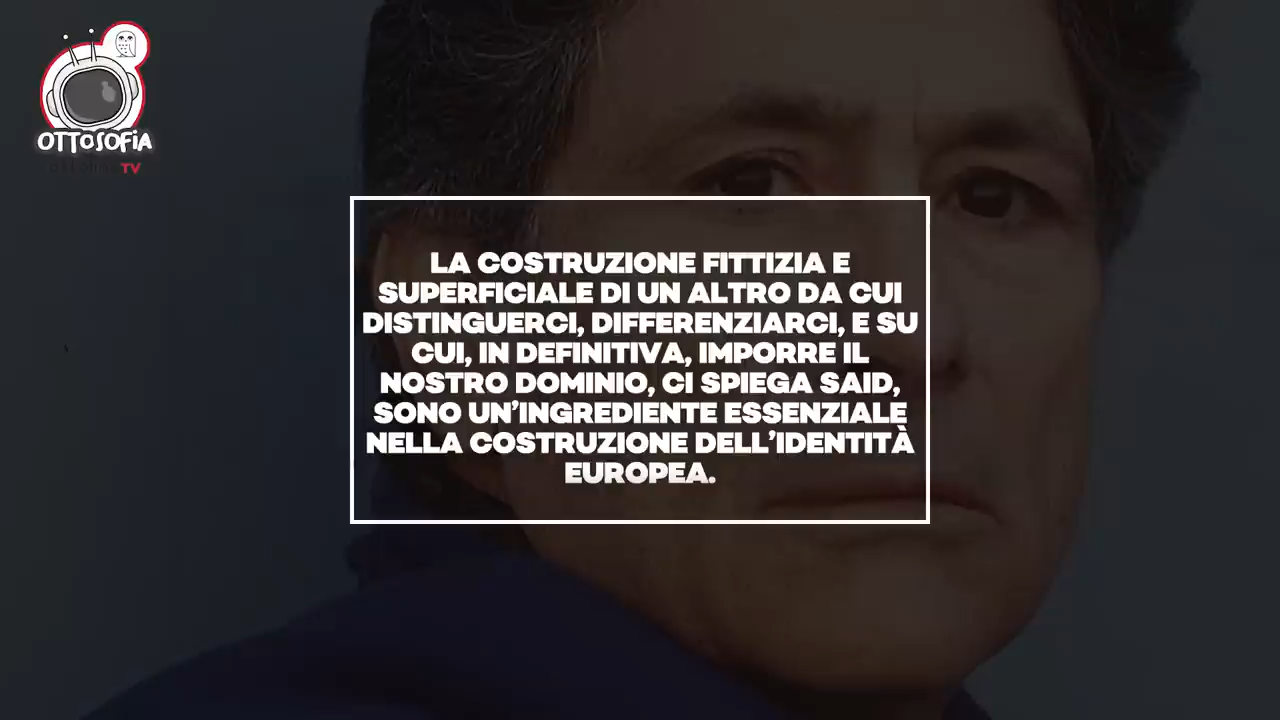 OTTOSOFIA
TV
LA COSTRUZIONE FITTIZIA E
SUPERFICIALE DI UN ALTRO DA CUI
DISTINGUERCI, DIFFERENZIARCI, E SU
CUI, IN DEFINITIVA, IMPORRE IL
NOSTRO DOMINIO, CI SPIEGA SAID,
SONO UN’INGREDIENTE ESSENZIALE
NELLA COSTRUZIONE DELL’IDENTITÀ
EUROPEA.